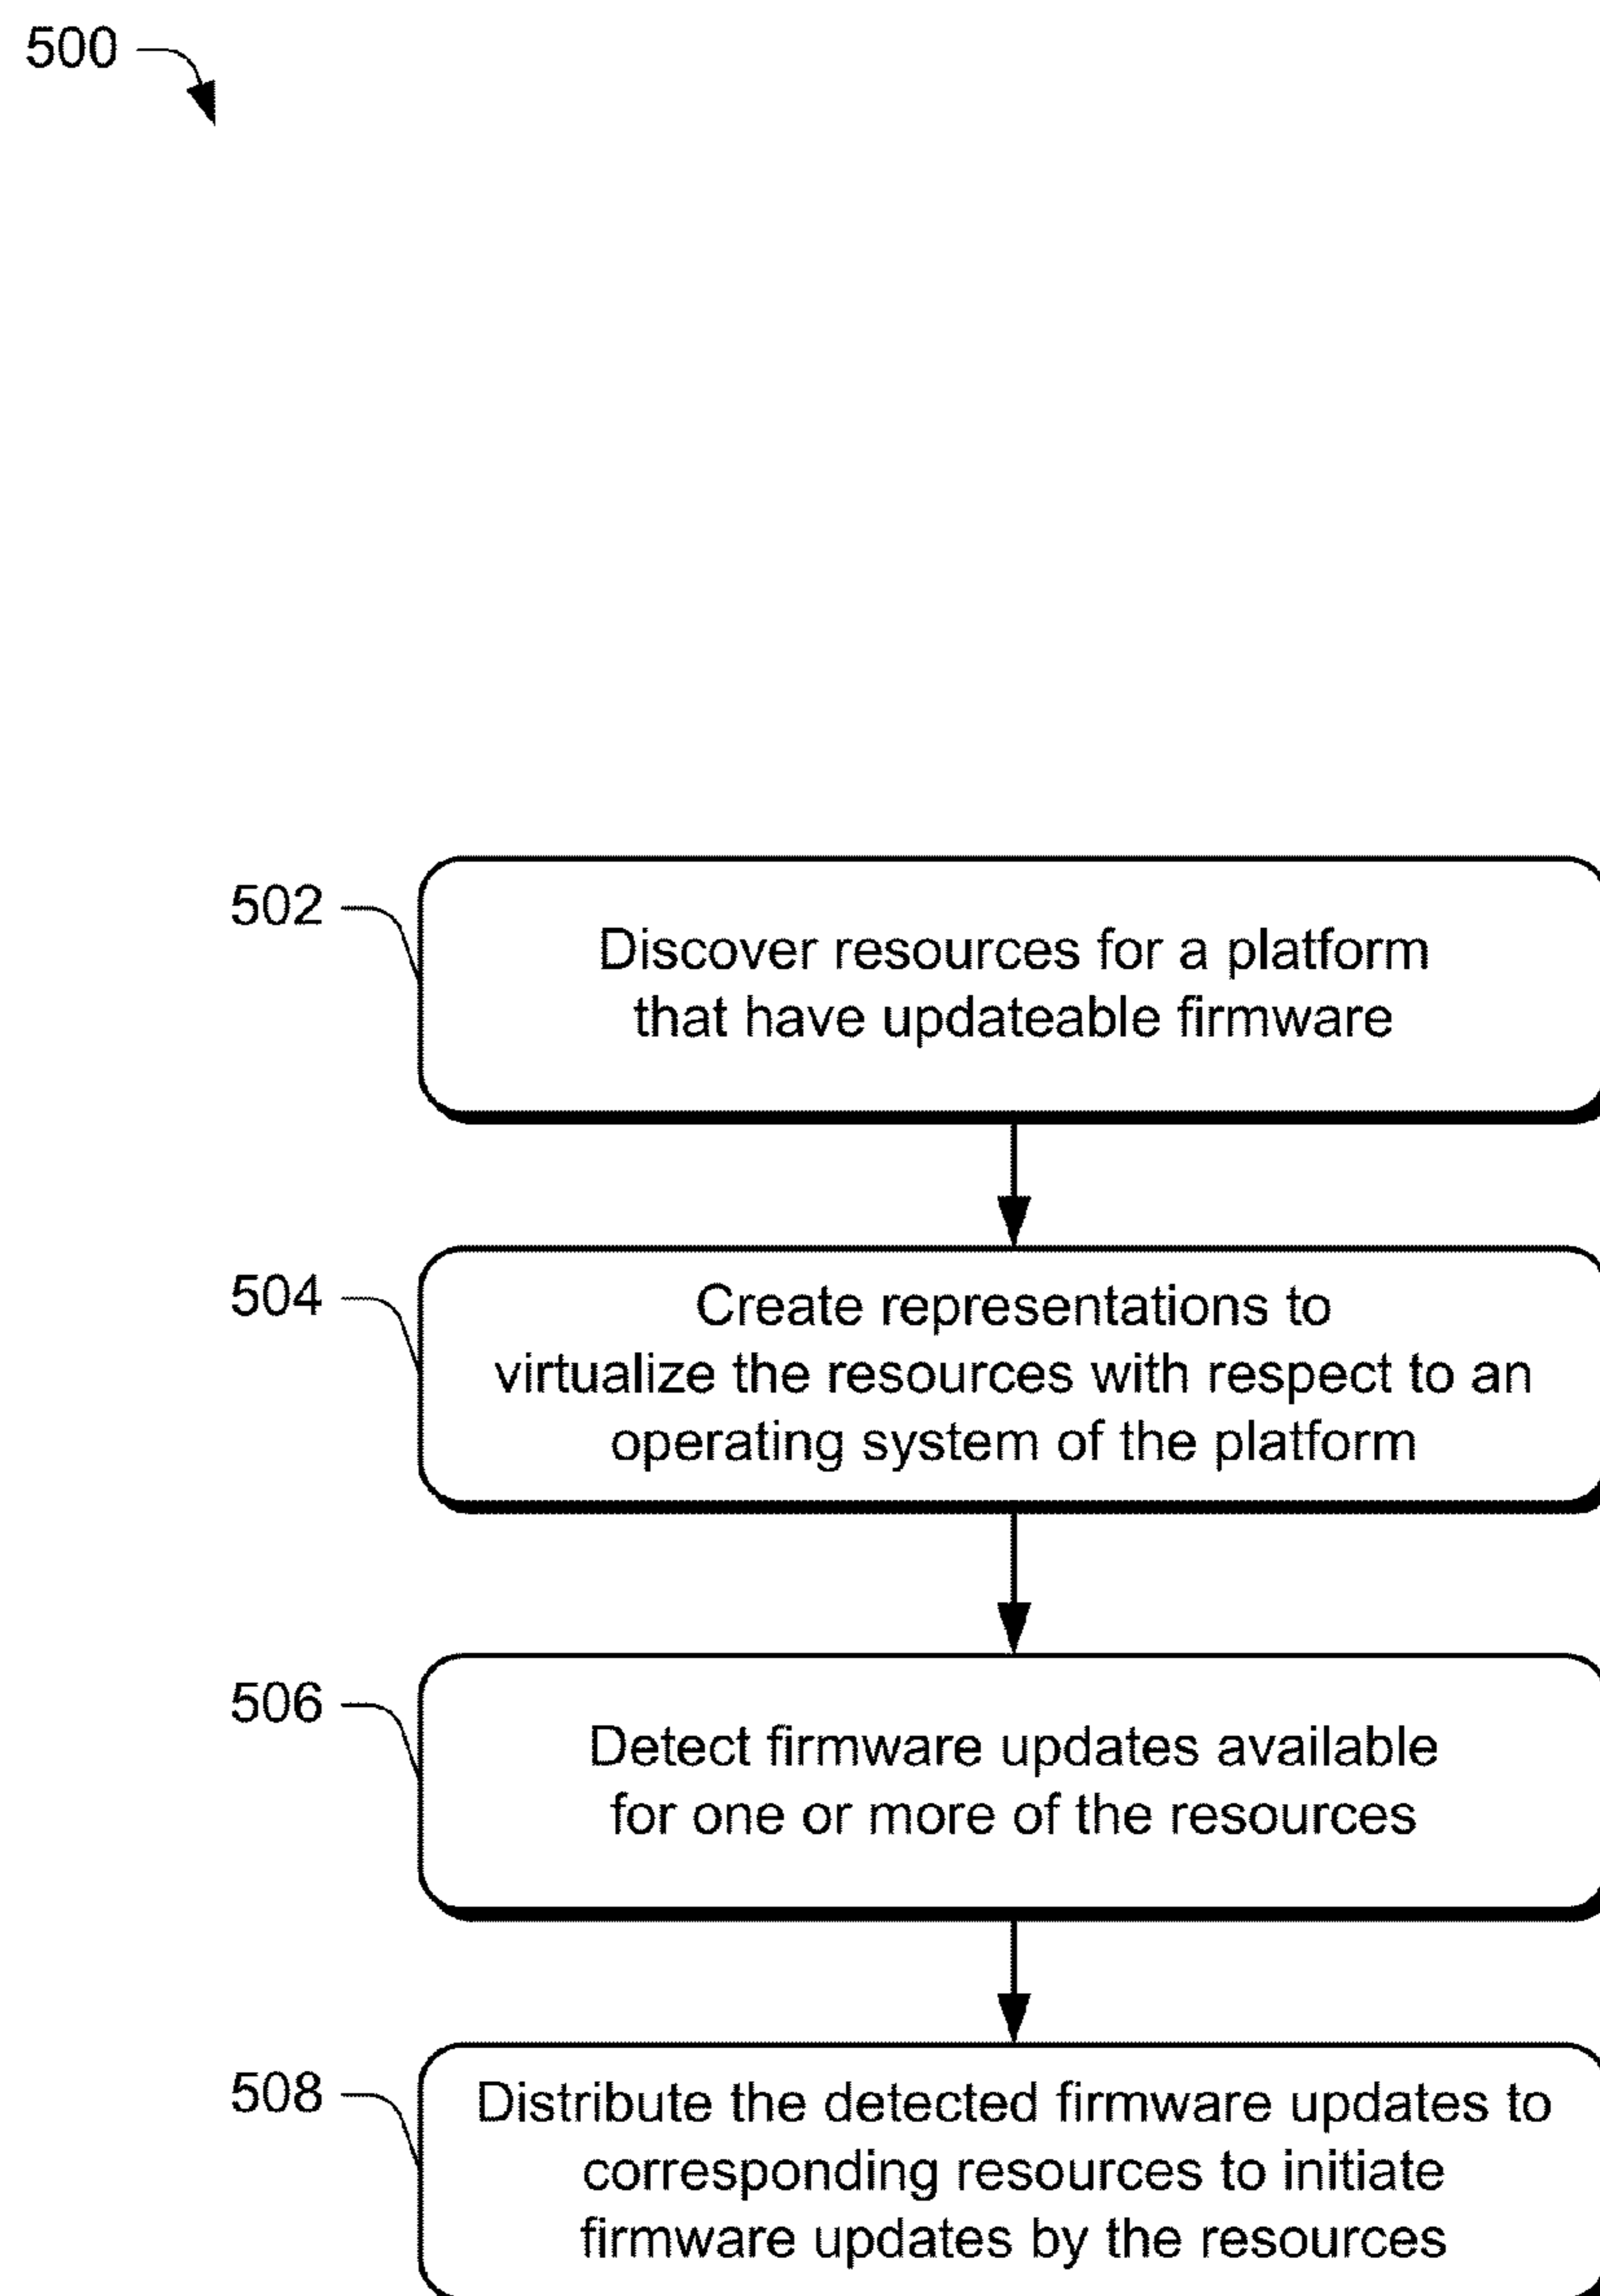 500
502
Discover resources for a platform
that have updateable firmware
504
Create representations to
virtualize the resources with respect to an
operating system of the platform
506
Detect firmware updates available
for one or more of the resources
508
Distribute the detected firmware updates to
corresponding resources to initiate
firmware updates by the resources